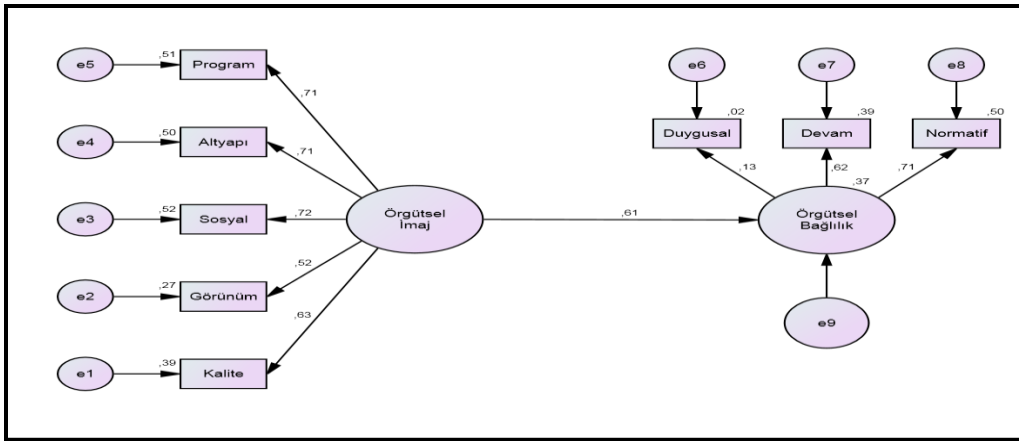 e5
,51
Program
,71
e4
,50
Altyapı
,71
e3
,52
Sosyal
,72
e2
,27
Görünüm
,52
e1
,39
Kalite
,63
Örgütsel
İmaj
,61
e6
e7
e8
,02
,39
,50
Duygusal
Devam
Normatif
,13
,62
,71
,37
Örgütsel
Bağlılık
e9